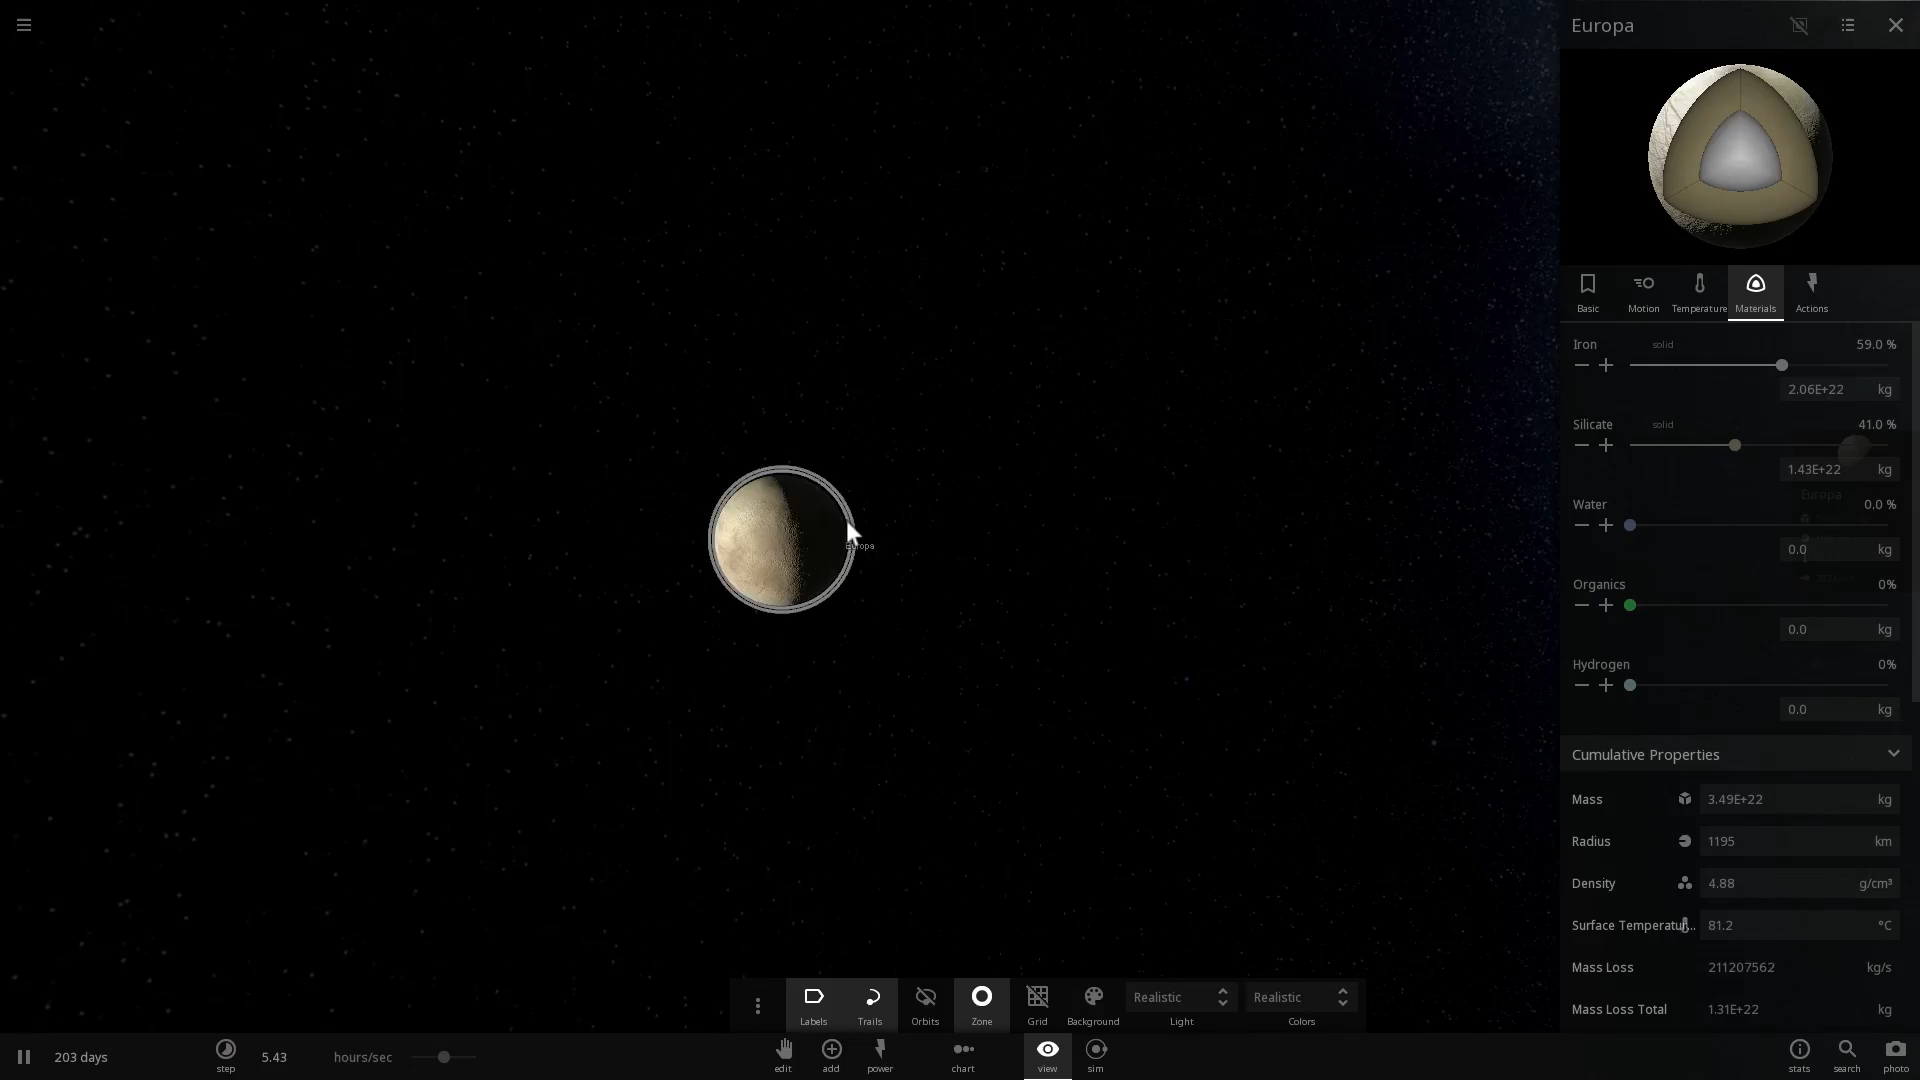 Europa
Basic
Motion
Temperature
Materials
Actions
Iron solid 59.0 %
2.06E+22 kg
Silicate solid 41.0 %
1.43E+22 kg
Europa
Water 0.0 %
0.0 kg
Europa
Organics 0%
0.0 kg
Hydrogen 0%
0.0 kg
Cumulative Properties
Mass 3.49E+22 kg
Radius 1195 km
Density 4.88 g/cm³
Surface Temperatur... 81.2 °C
Mass Loss 211207562 kg/s
Mass Loss Total 1.31E+22 kg
Labels
Trails
Orbits
Zone
Grid
Background
Realistic
Light
Realistic
Colors
203 days
step
5.43 hours/sec
edit
add
power
chart
view
sim
stats
search
photo